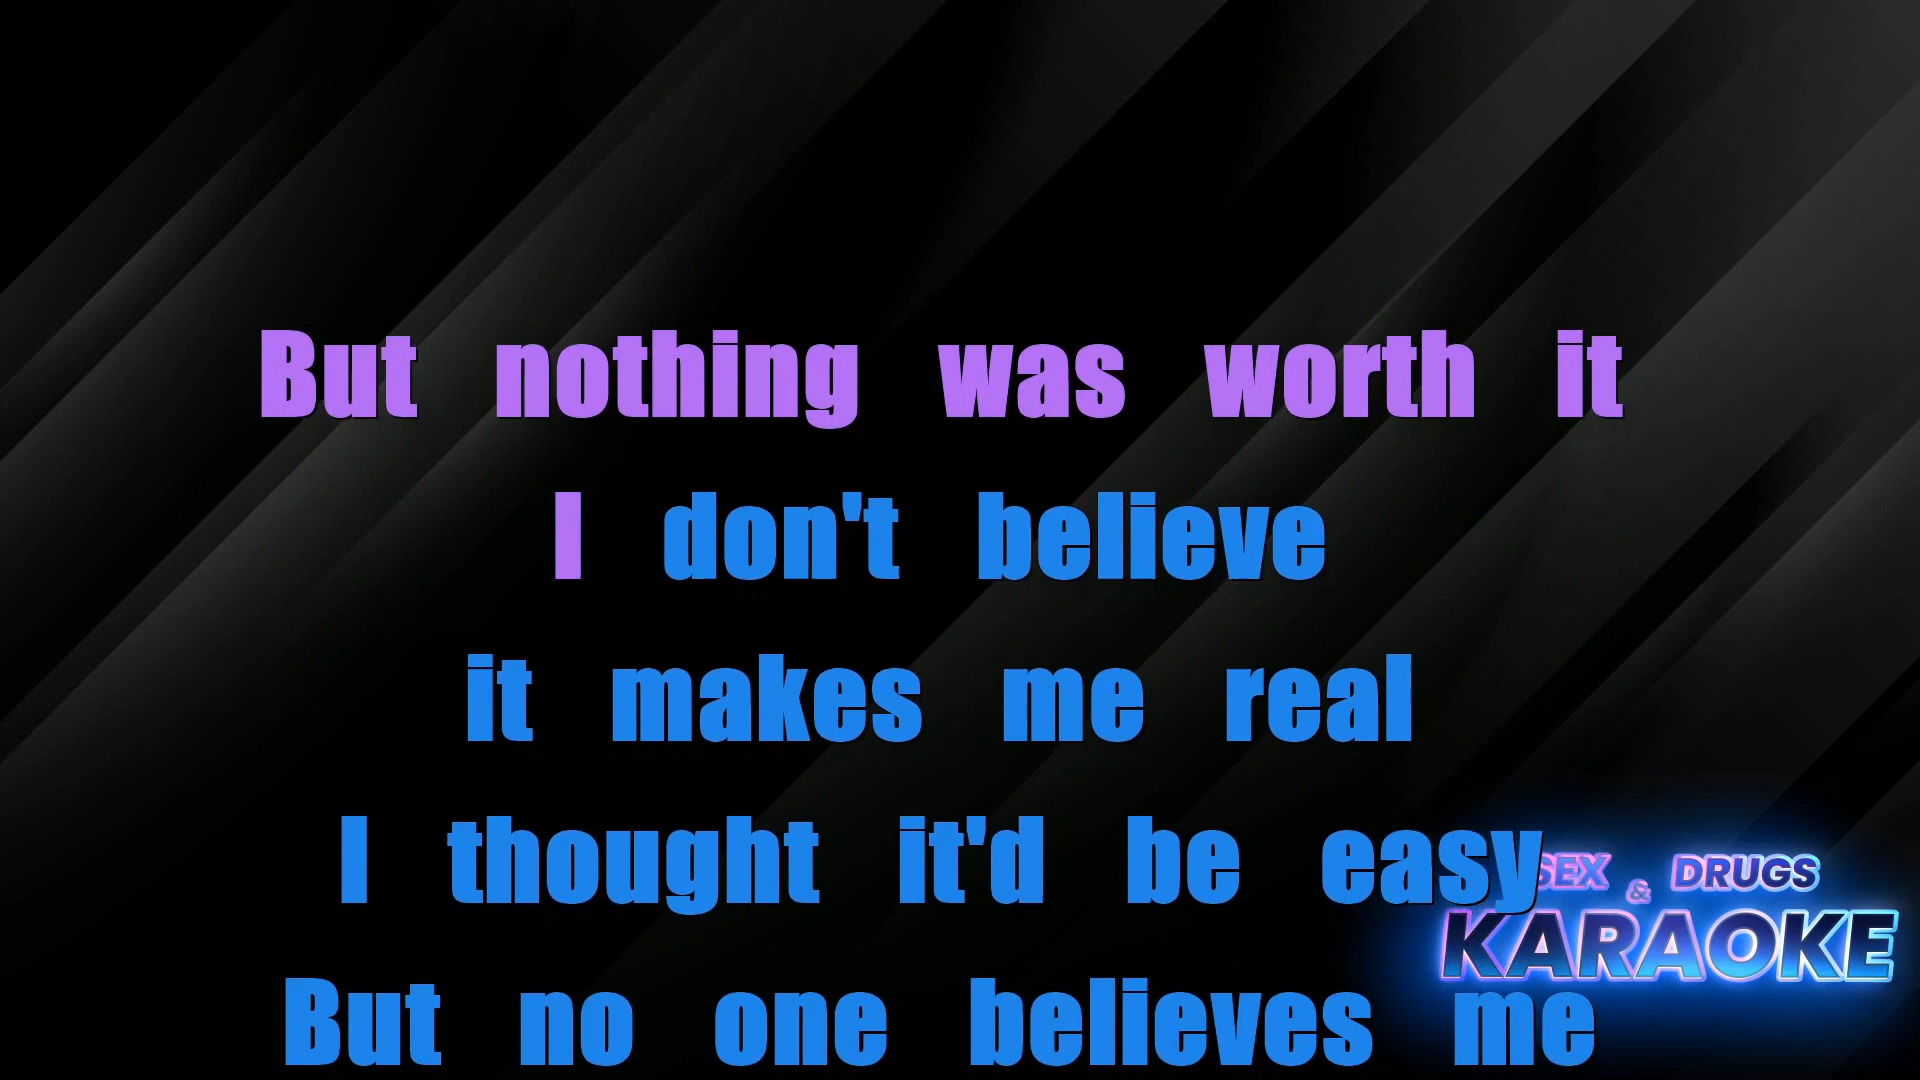 But nothing was worth it
I don't believe
it makes me real
I thought it'd be easy
SEX & DRUGS
KARAOKE
But no one believes me